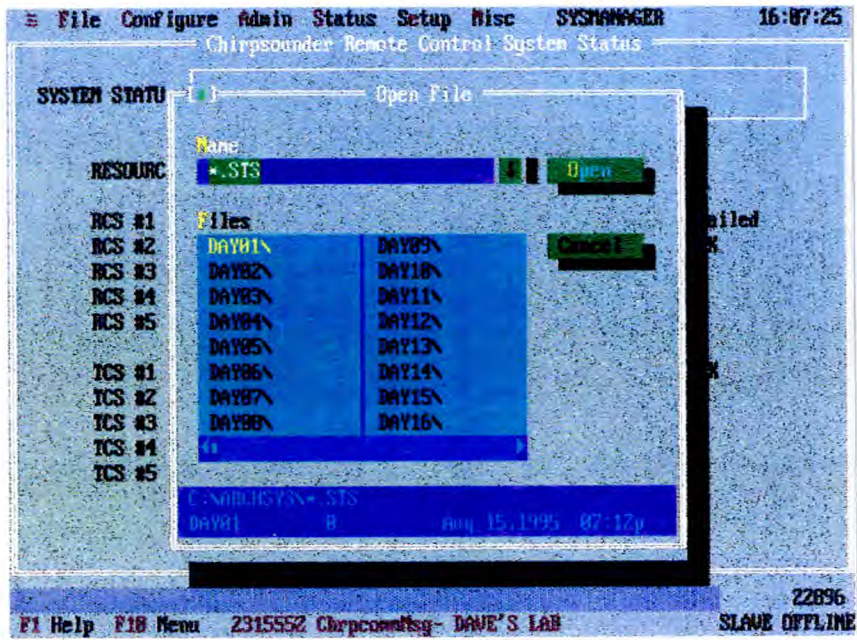 ≡ File Configure Admin Status Setup Misc SYSMANAGER 16:07:25
Chirpsounder Remote Control System Status
SYSTEM STATU
Open File
Name
*.STS
Open
RESOURC
Files
Cancel
RCS #1 DAY01\ DAY09\ ailed
RCS #2 DAY02\ DAY10\ K
RCS #3 DAY03\ DAY11\
RCS #4 DAY04\ DAY12\
RCS #5 DAY05\ DAY13\
TCS #1 DAY06\ DAY14\ K
TCS #2 DAY07\ DAY15\
TCS #3 DAY08\ DAY16\
TCS #4
TCS #5
C:\ARCHSYS\*.STS
DAY01 0 Aug 15,1995 07:12p
22896
F1 Help F10 Menu 2315552 ChrpcommMsg- DAVE'S LAB SLAVE OFFLINE